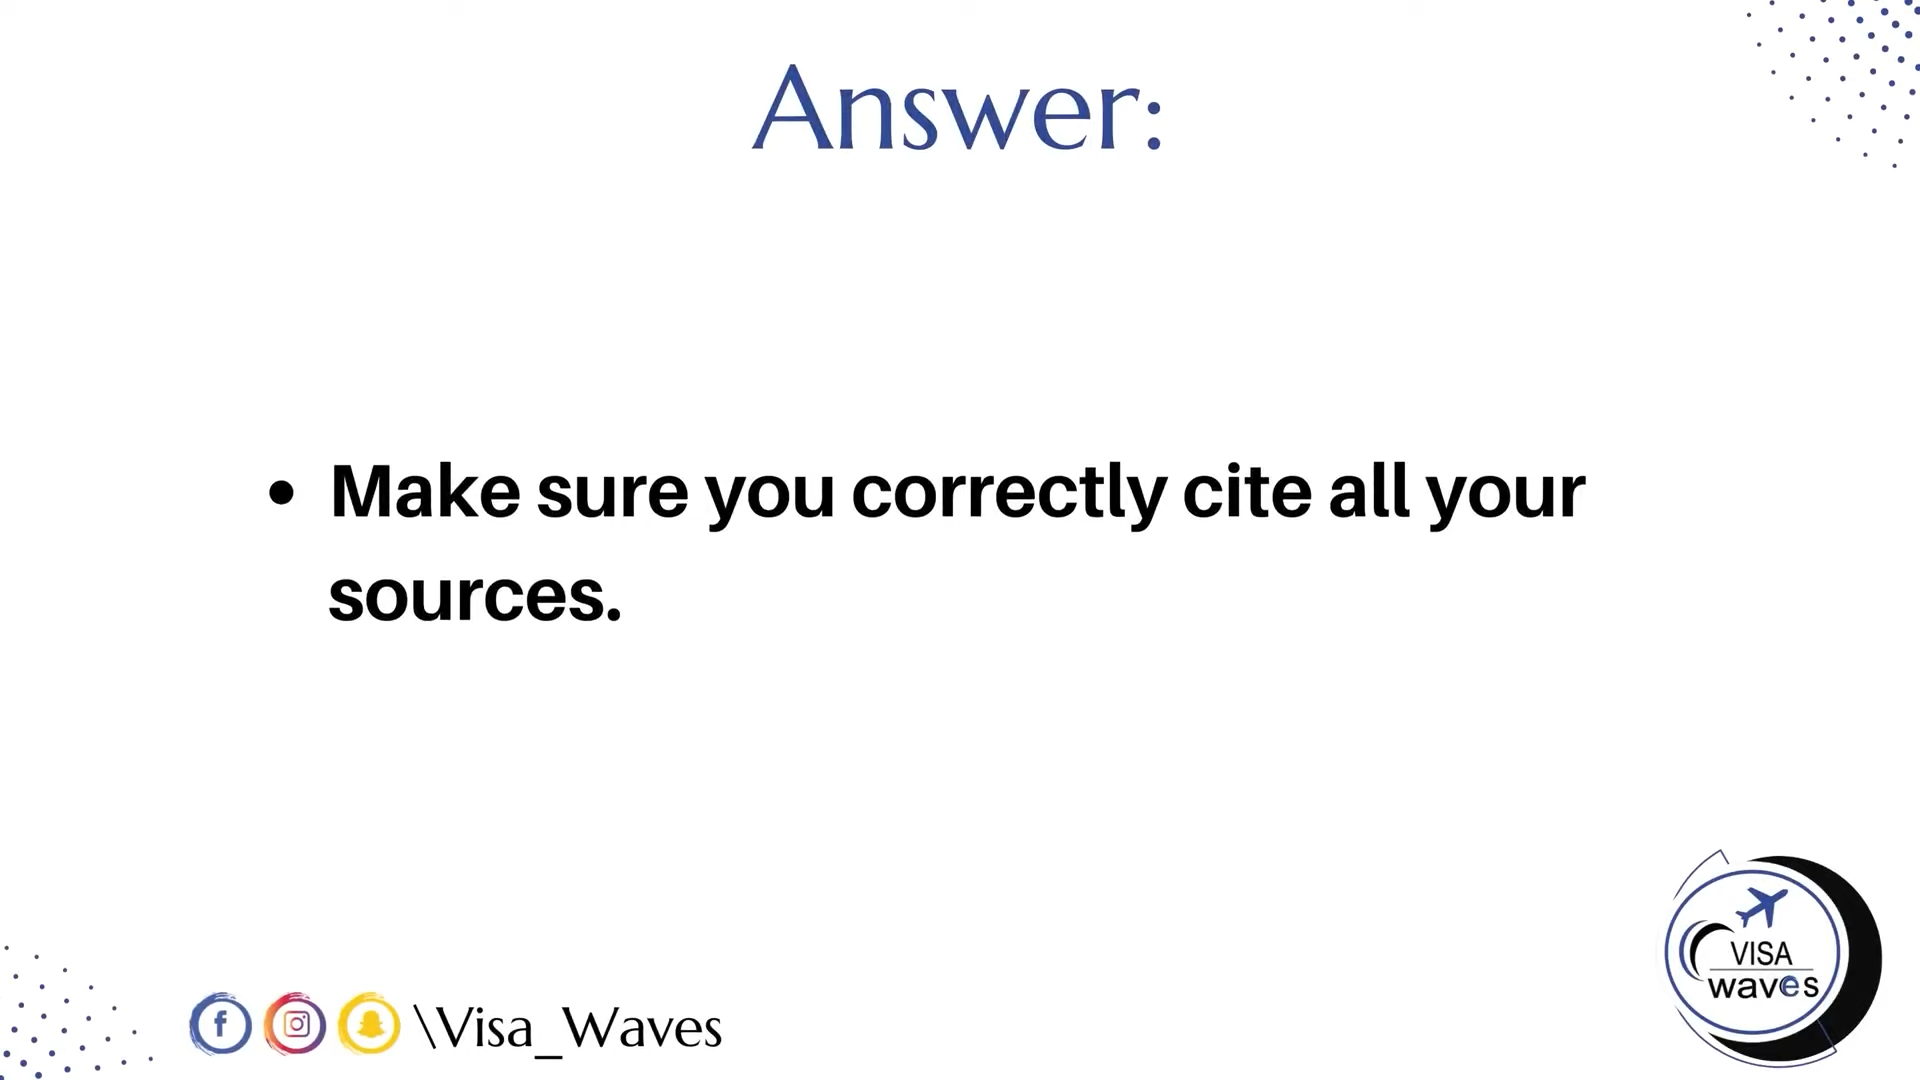 Answer:
• Make sure you correctly cite all your
sources.
VISA
waves
\Visa_Waves